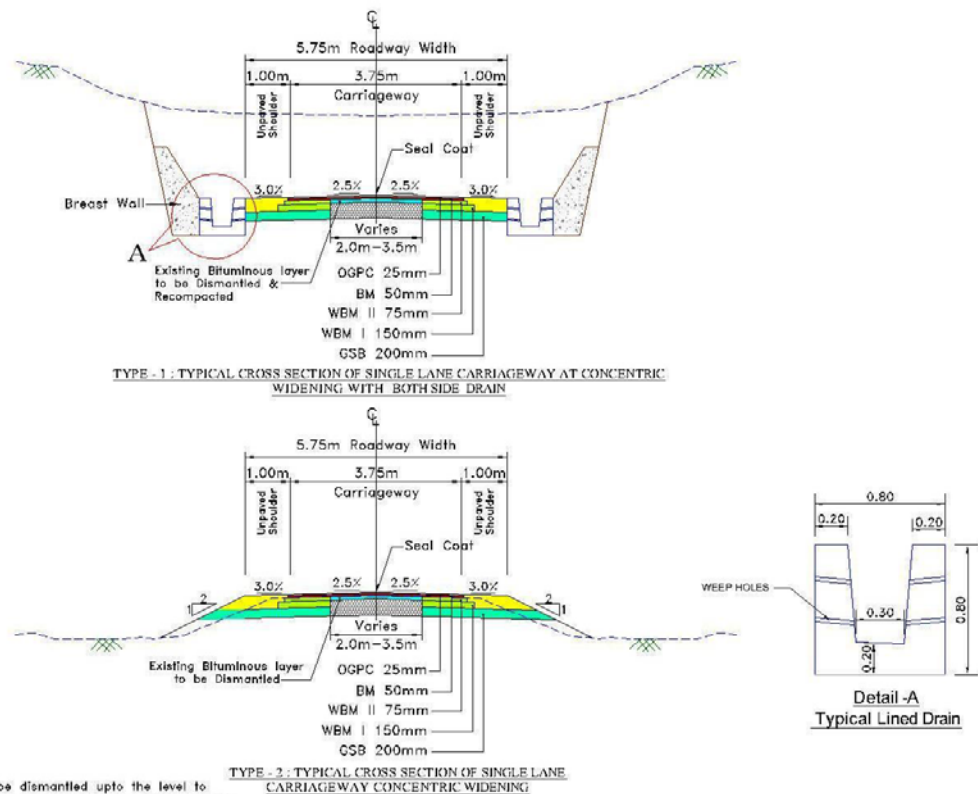 ℄
5.75m Roadway Width
1.00m 3.75m 1.00m
Carriageway
Unpaved
Shoulder
Unpaved
Shoulder
Seal Coat
3.0% 2.5% 2.5% 3.0%
Breast Wall
A
Varies
2.0m-3.5m
Existing Bituminous layer
to be Dismantled &
Recompacted
OGPC 25mm
BM 50mm
WBM II 75mm
WBM I 150mm
GSB 200mm
TYPE - 1 : TYPICAL CROSS SECTION OF SINGLE LANE CARRIAGEWAY AT CONCENTRIC
WIDENING WITH BOTH SIDE DRAIN
℄
5.75m Roadway Width
1.00m 3.75m 1.00m
Carriageway
Unpaved
Shoulder
Unpaved
Shoulder
Seal Coat
3.0% 2.5% 2.5% 3.0%
2
1
2
1
Varies
2.0m-3.5m
Existing Bituminous layer
to be Dismantled
OGPC 25mm
BM 50mm
WBM II 75mm
WBM I 150mm
GSB 200mm
TYPE - 2 : TYPICAL CROSS SECTION OF SINGLE LANE
CARRIAGEWAY CONCENTRIC WIDENING
0.80
0.20 0.20
WEEP HOLES
0.30
0.80
0.20
Detail -A
Typical Lined Drain
be dismantled upto the level to